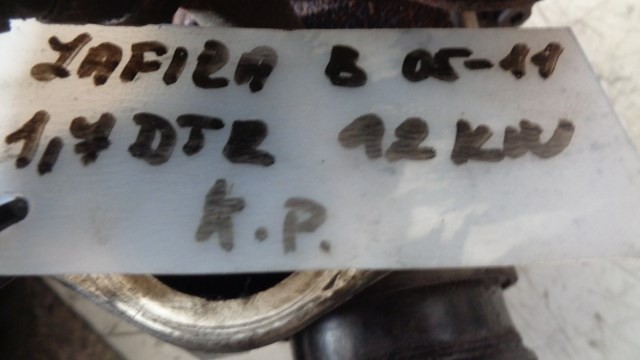 ZAFIRA B 05-11
1,7 DTR 92 KW
A.P.